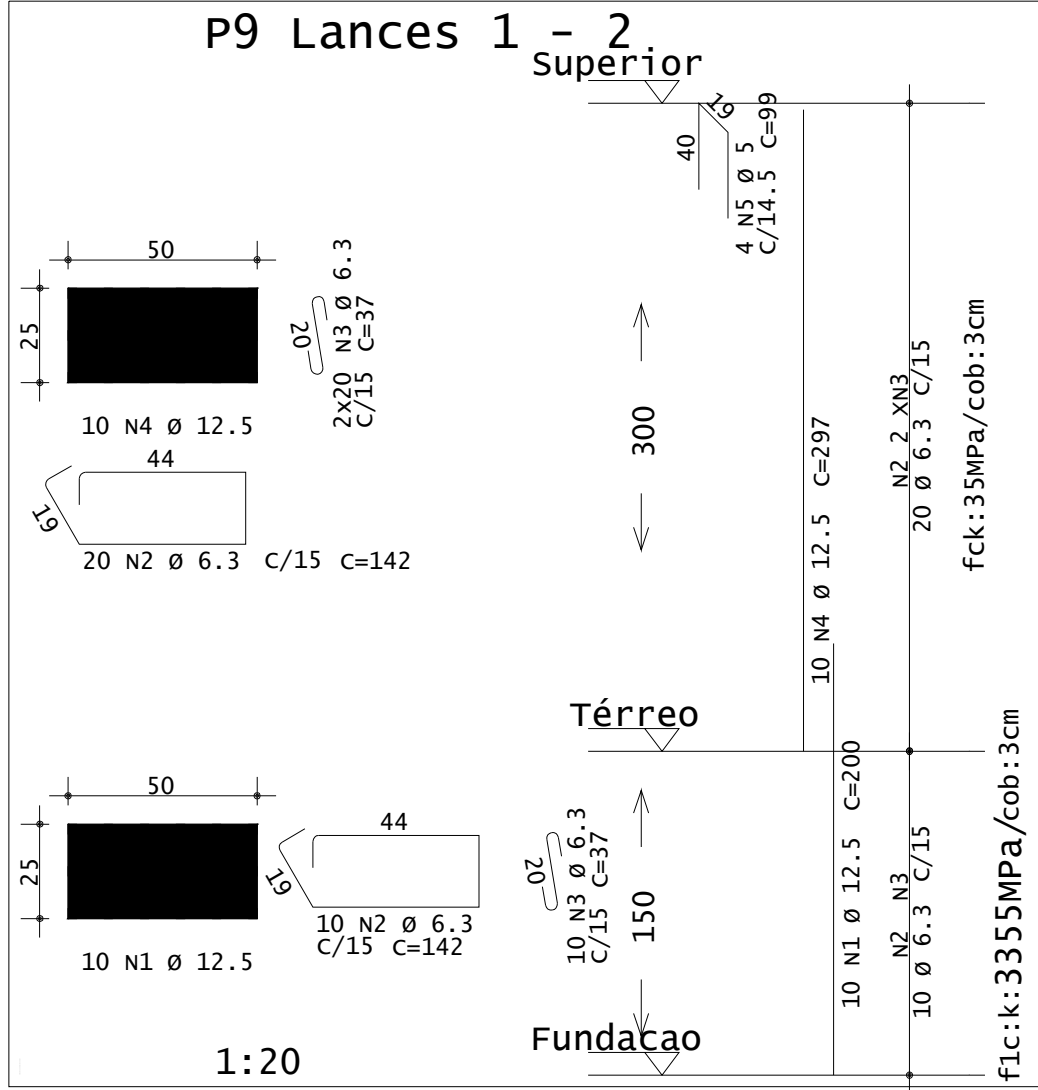 P9 Lances 1 - 2
Superior
19
40
4 N5 Ø 5
C/14.5 C=99
50
25
20
2x20 N3 Ø 6.3
C/15 C=37
10 N4 Ø 12.5
44
19
20 N2 Ø 6.3 C/15 C=142
300
10 N4 Ø 12.5 C=297
N2 2 XN3
20 Ø 6.3 C/15
fck:35MPa/cob:3cm
Térreo
50
25
10 N1 Ø 12.5
44
19
10 N2 Ø 6.3
C/15 C=142
20
10 N3 Ø 6.3
C/15 C=37
150
10 N1 Ø 12.5 C=200
N2 N3
10 Ø 6.3 C/15
f1c:k:3355MPa/cob:3cm
Fundacao
1:20